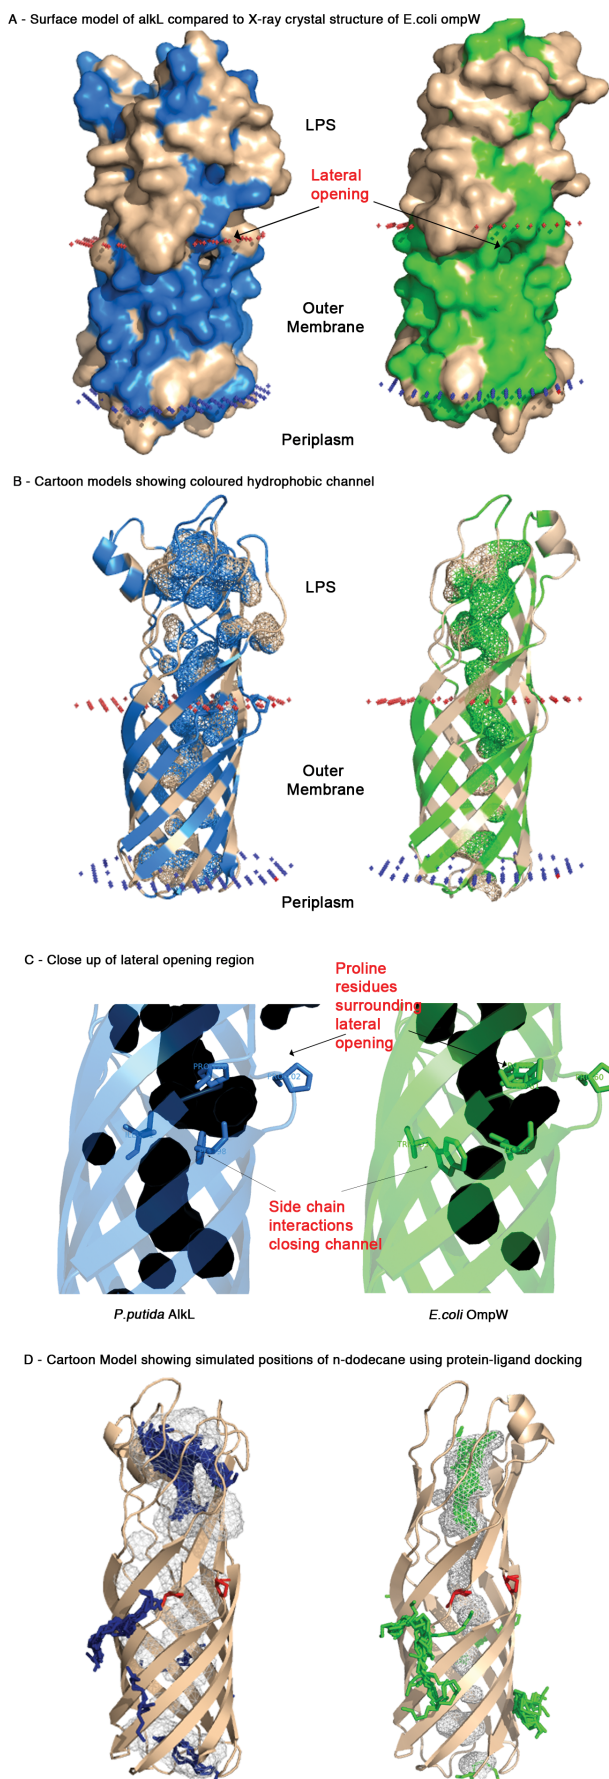 A - Surface model of alkL compared to X-ray crystal structure of E.coli ompW
LPS
Lateral
opening
Outer
Membrane
Periplasm
B - Cartoon models showing coloured hydrophobic channel
LPS
Outer
Membrane
Periplasm
C - Close up of lateral opening region
Proline
residues
surrounding
lateral
opening
Side chain
interactions
closing channel
P.putida AlkL
E.coli OmpW
D - Cartoon Model showing simulated positions of n-dodecane using protein-ligand docking